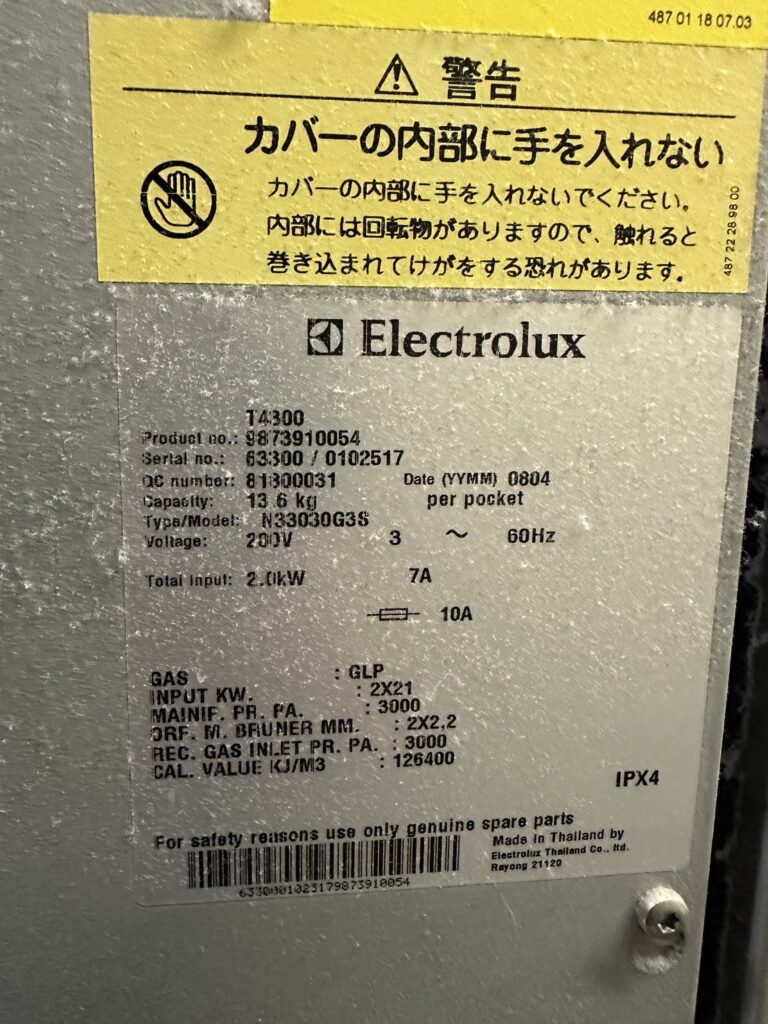 487 01 18 07.03
⚠ 警告
カバーの内部に手を入れない
カバーの内部に手を入れないでください。
内部には回転物がありますので、触れると
巻き込まれてけがをする恐れがあります。
487 22 28 98 00
Electrolux
T4300
Product no.: 9873910054
Serial no.: 63300 / 0102517
QC number: 81800031 Date (YYMM) 0804
Capacity: 13.6 kg per pocket
Type/Model: N33030G3S
Voltage: 200V 3 ~ 60Hz
Total input: 2.0kW 7A
10A
GAS : GLP
INPUT KW. : 2X21
MAINIF. PR. PA. : 3000
ORF. M. BRUNER MM. : 2X2,2
REC. GAS INLET PR. PA. : 3000
CAL. VALUE KJ/M3 : 126400
IPX4
For safety reasons use only genuine spare parts
Made in Thailand by
Electrolux Thailand Co., ltd.
Rayong 21120
6330001025179873910054